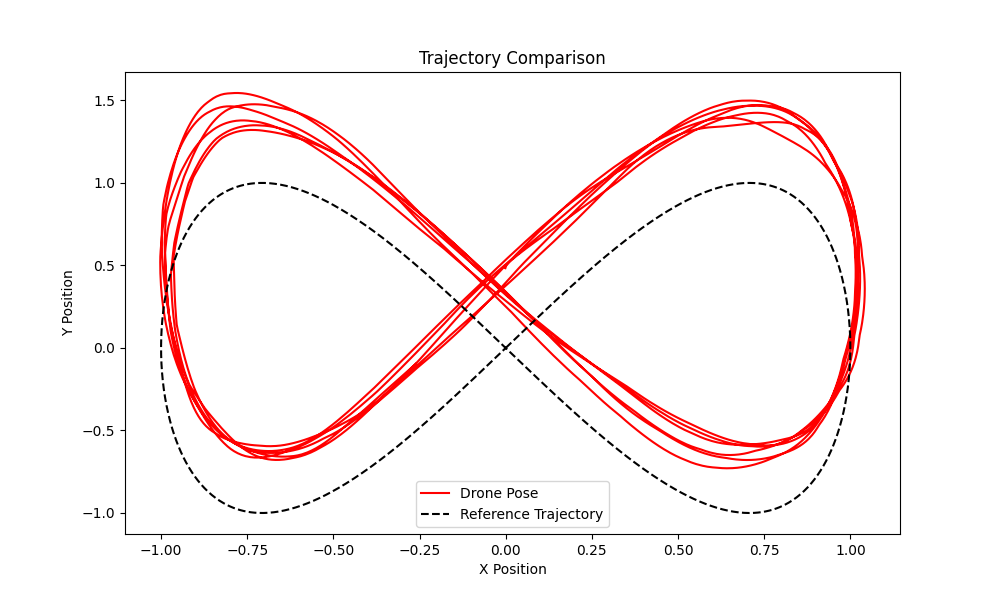 Trajectory Comparison
1.5
1.0
0.5
0.0
−0.5
−1.0
Y Position
Drone Pose
Reference Trajectory
−1.00 −0.75 −0.50 −0.25 0.00 0.25 0.50 0.75 1.00
X Position